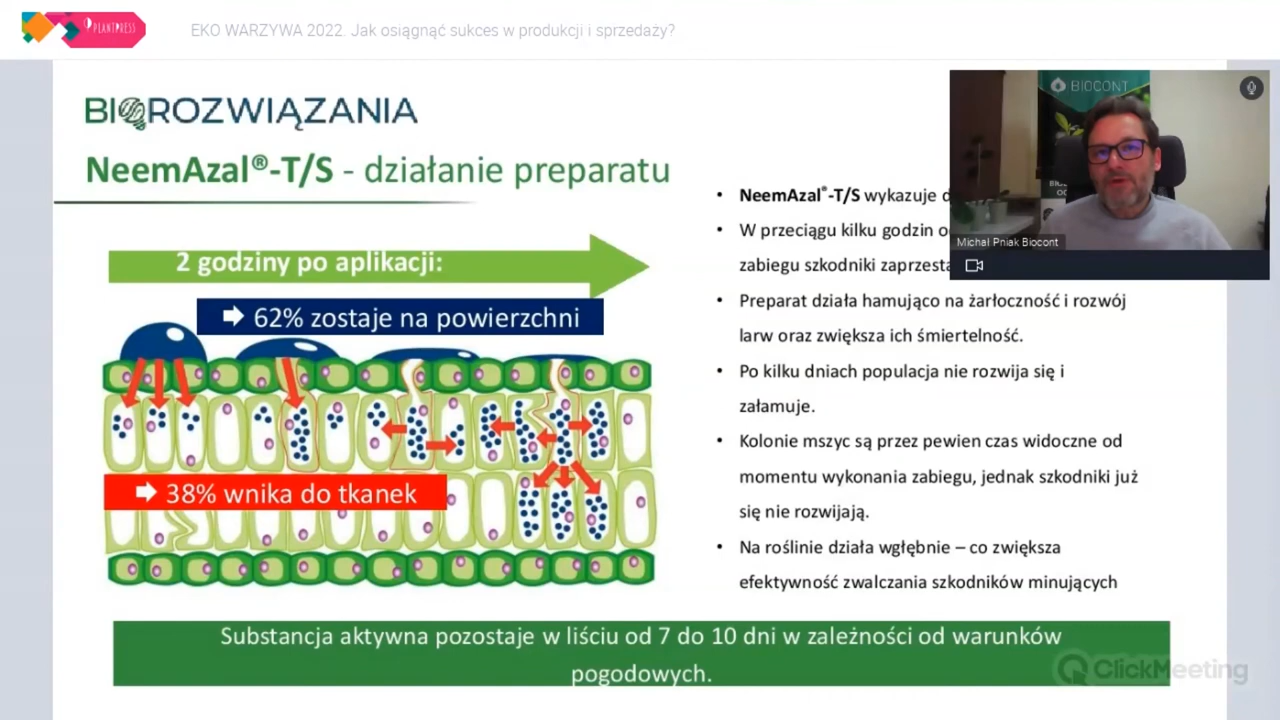 PLANTPRESS
EKO WARZYWA 2022. Jak osiągnąć sukces w produkcji i sprzedaży?
BIOROZWIĄZANIA
NeemAzal®-T/S - działanie preparatu
2 godziny po aplikacji:
62% zostaje na powierzchni
38% wnika do tkanek
• NeemAzal®-T/S wykazuje
• W przeciągu kilku godzin
zabiegu szkodniki
• Preparat działa hamująco na żarłoczność i rozwój
larw oraz zwiększa ich śmiertelność.
• Po kilku dniach populacja nie rozwija się i
załamuje.
• Kolonie mszyc są przez pewien czas widoczne od
momentu wykonania zabiegu, jednak szkodniki już
się nie rozwijają.
• Na roślinie działa wgłębnie – co zwiększa
efektywność zwalczania szkodników minujących
Substancja aktywna pozostaje w liściu od 7 do 10 dni w zależności od warunków
pogodowych.
BIOCONT
Michał Pniak Biocont
ClickMeeting